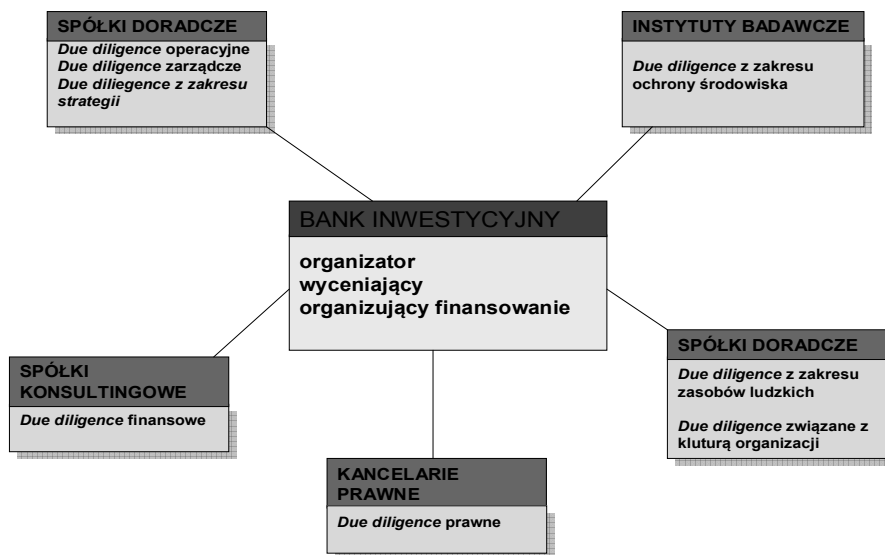 SPÓŁKI DORADCZE
Due diligence operacyjne
Due diligence zarządcze
Due diliegence z zakresu
strategii
INSTYTUTY BADAWCZE
Due diligence z zakresu
ochrony środowiska
BANK INWESTYCYJNY
organizator
wyceniający
organizujący finansowanie
SPÓŁKI
KONSULTINGOWE
Due diligence finansowe
SPÓŁKI DORADCZE
Due diligence z zakresu
zasobów ludzkich
Due diligence związane z
kluturą organizacji
KANCELARIE
PRAWNE
Due diligence prawne